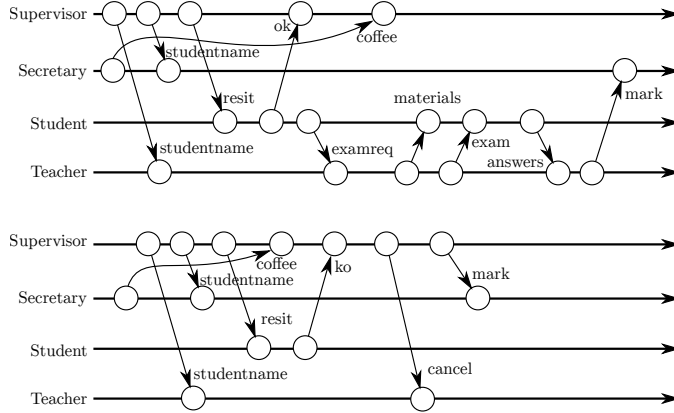 Supervisor
ok
coffee
studentname
Secretary
resit
mark
materials
Student
exam
studentname
examreq
answers
Teacher
Supervisor
coffee
ko
studentname
mark
Secretary
resit
Student
studentname
cancel
Teacher